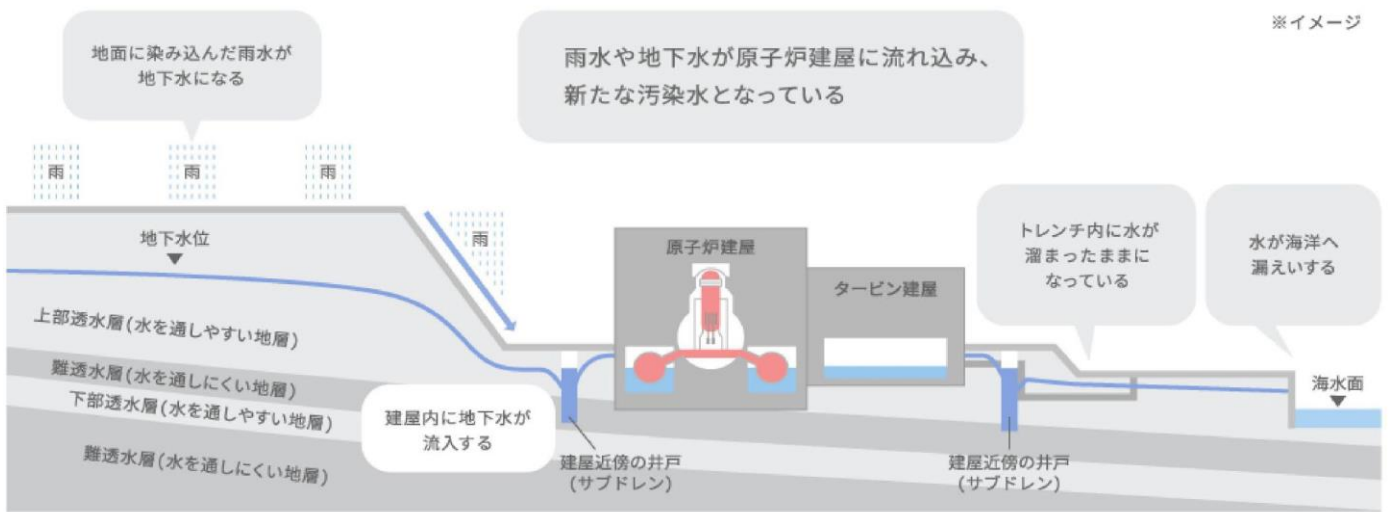 ※イメージ
地面に染み込んだ雨水が
地下水になる
雨水や地下水が原子炉建屋に流れ込み、
新たな汚染水となっている
雨
雨
雨
雨
地下水位
原子炉建屋
タービン建屋
トレンチ内に水が
溜まったままに
なっている
水が海洋へ
漏えいする
上部透水層(水を通しやすい地層)
難透水層(水を通しにくい地層)
下部透水層(水を通しやすい地層)
難透水層(水を通しにくい地層)
建屋内に地下水が
流入する
建屋近傍の井戸
(サブドレン)
建屋近傍の井戸
(サブドレン)
海水面